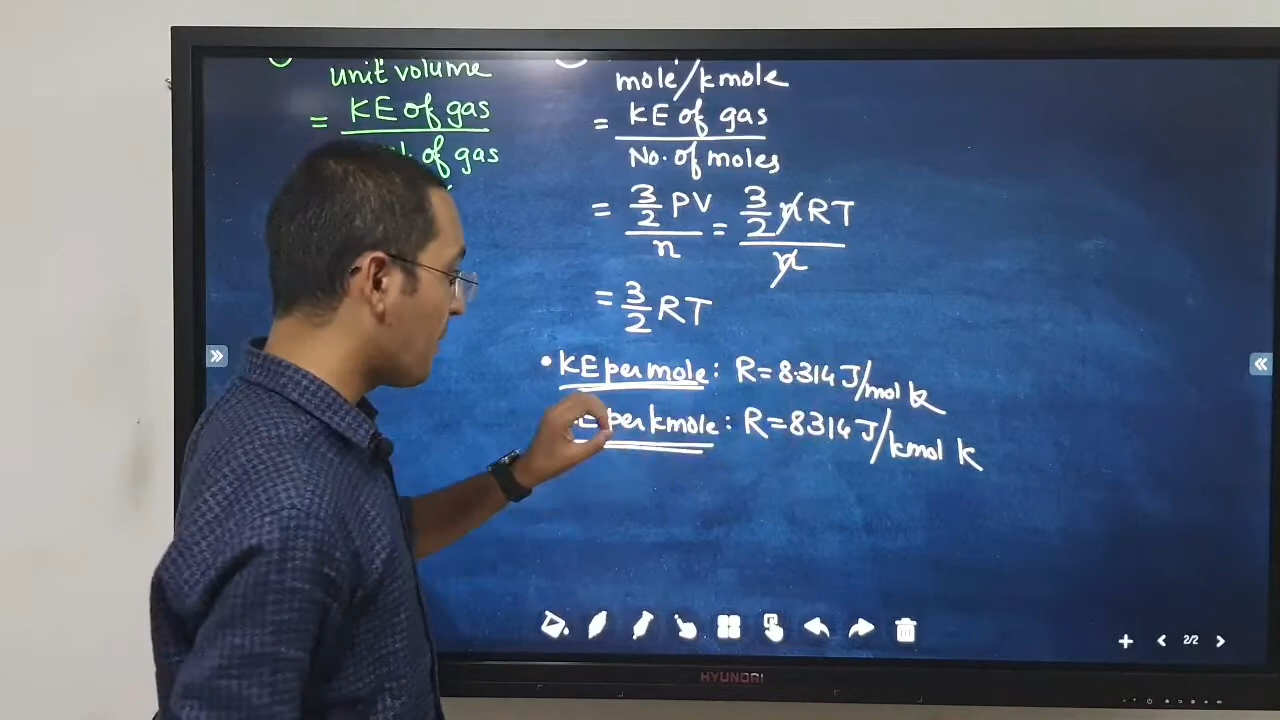 unit volume
= KE of gas
of gas
mole/kmole
= KE of gas
No. of moles
= 3/2 PV / n = 3/2 nRT / n
= 3/2 RT
• KE per mole : R = 8.314 J/mol k
E per kmole : R = 8314 J/kmol k
2/2
HYUNDAI